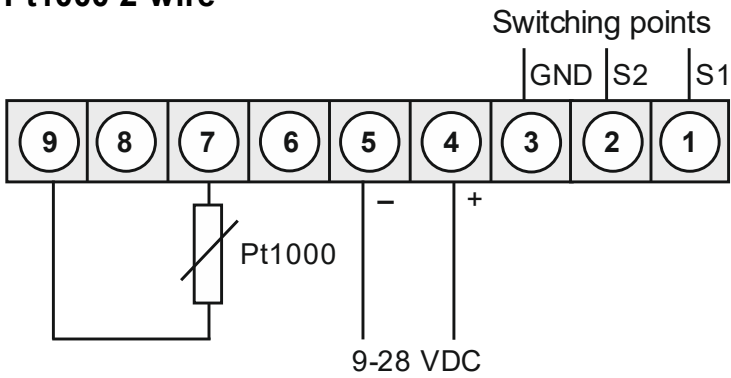 Pt1000 2-wire
Switching points
GND S2 S1
9 8 7 6 5 4 3 2 1
– +
Pt1000
9-28 VDC